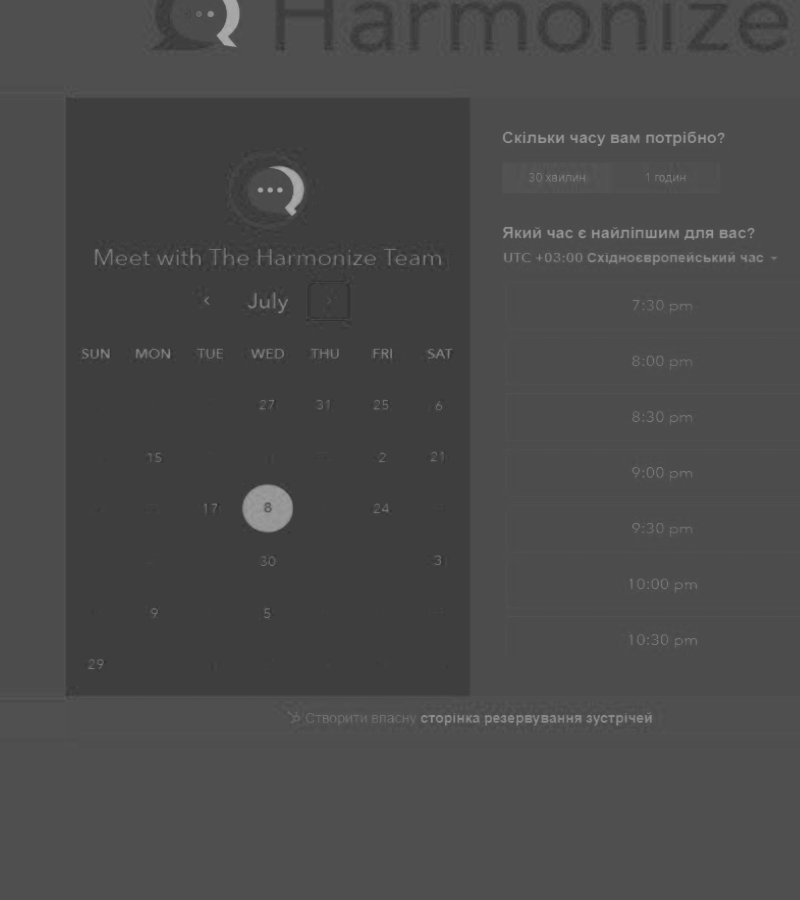 Harmonize
Meet with The Harmonize Team
July
SUN MON TUE WED THU FRI SAT
27 31 25 6
15 2 21
17 8 24
30 3
9 5
29
Скільки часу вам потрібно?
30 хвилин 1 годин
Який час є найліпшим для вас?
UTC +03:00 Східноєвропейський час
7:30 pm
8:00 pm
8:30 pm
9:00 pm
9:30 pm
10:00 pm
10:30 pm
Створити власну сторінка резервування зустрічей